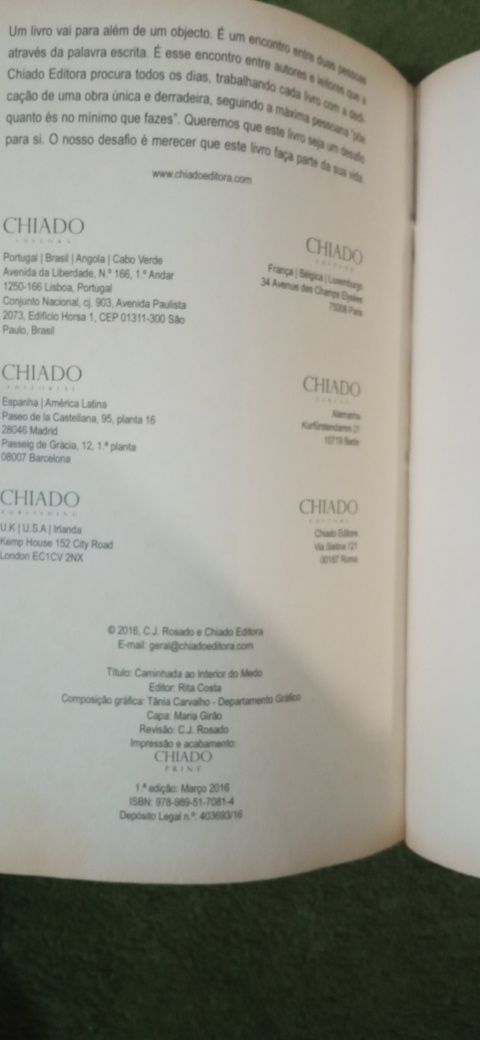 Um livro vai para além de um objecto. É um encontro entre duas pessoas
através da palavra escrita. É esse encontro entre autores e leitores que a
Chiado Editora procura todos os dias, trabalhando cada livro com a dedi-
cação de uma obra única e derradeira, seguindo a máxima pessoana "põe
quanto és no mínimo que fazes". Queremos que este livro seja um desafio
para si. O nosso desafio é merecer que este livro faça parte da sua vida.
www.chiadoeditora.com
CHIADO
EDITORA
Portugal | Brasil | Angola | Cabo Verde
Avenida da Liberdade, N.º 166, 1.º Andar
1250-166 Lisboa, Portugal
Conjunto Nacional, cj. 903, Avenida Paulista
2073, Edifício Horsa 1, CEP 01311-300 São
Paulo, Brasil
CHIADO
França | Bélgica | Luxemburgo
34 Avenue des Champs Elysées
75008 Paris
CHIADO
EDITORIAL
Espanha | América Latina
Paseo de la Castellana, 95, planta 16
28046 Madrid
Passeig de Gràcia, 12, 1.ª planta
08007 Barcelona
CHIADO
Alemanha
Kurfürstendamm 21
10719 Berlin
CHIADO
PUBLISHING
U.K | U.S.A | Irlanda
Kemp House 152 City Road
London EC1CV 2NX
CHIADO
EDITORE
Chiado Editore
Via Sistina 121
00187 Roma
© 2016, C.J. Rosado e Chiado Editora
E-mail: geral@chiadoeditora.com
Título: Caminhada ao Interior do Medo
Editor: Rita Costa
Composição gráfica: Tânia Carvalho - Departamento Gráfico
Capa: Maria Girão
Revisão: C.J. Rosado
Impressão e acabamento:
CHIADO
PRINT
1.ª edição: Março 2016
ISBN: 978-989-51-7081-4
Depósito Legal n.º: 403693/16